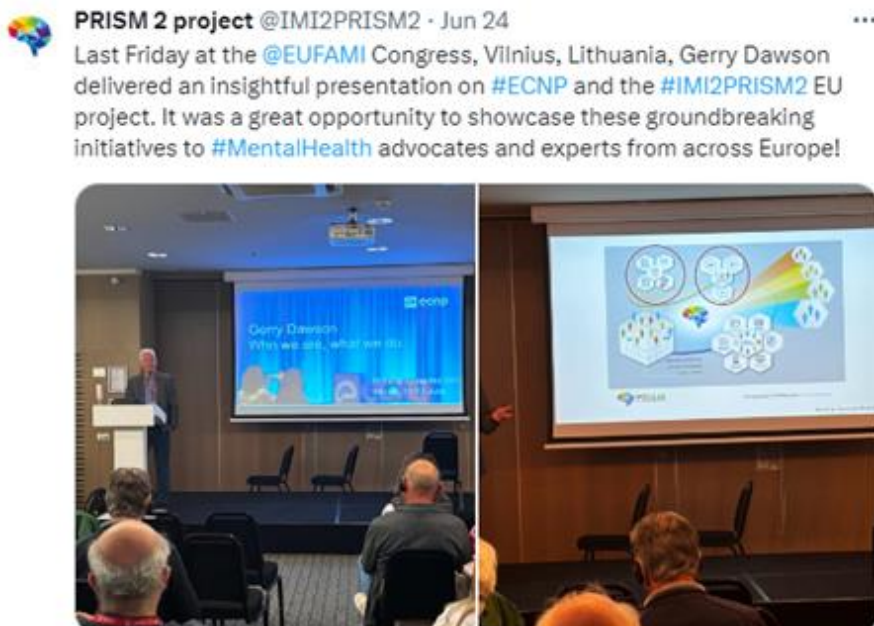 PRISM 2 project @IMI2PRISM2 · Jun 24
Last Friday at the @EUFAMI Congress, Vilnius, Lithuania, Gerry Dawson
delivered an insightful presentation on #ECNP and the #IMI2PRISM2 EU
project. It was a great opportunity to showcase these groundbreaking
initiatives to #MentalHealth advocates and experts from across Europe!
ecnp
Gerry Dawson
Who we are, what we do